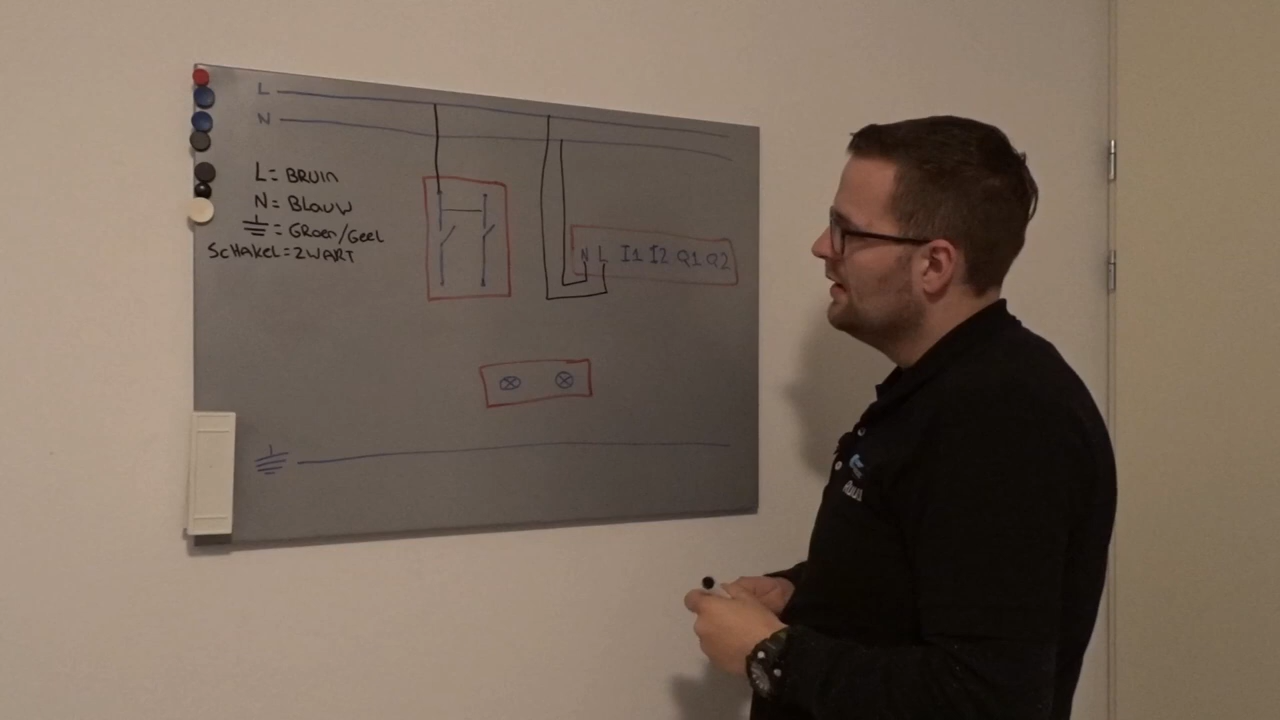 L
N
L= BRUIN
N= BLAUW
= GROEN/GEEL
SCHAKEL=ZWART
N L I1 I2 Q1 Q2